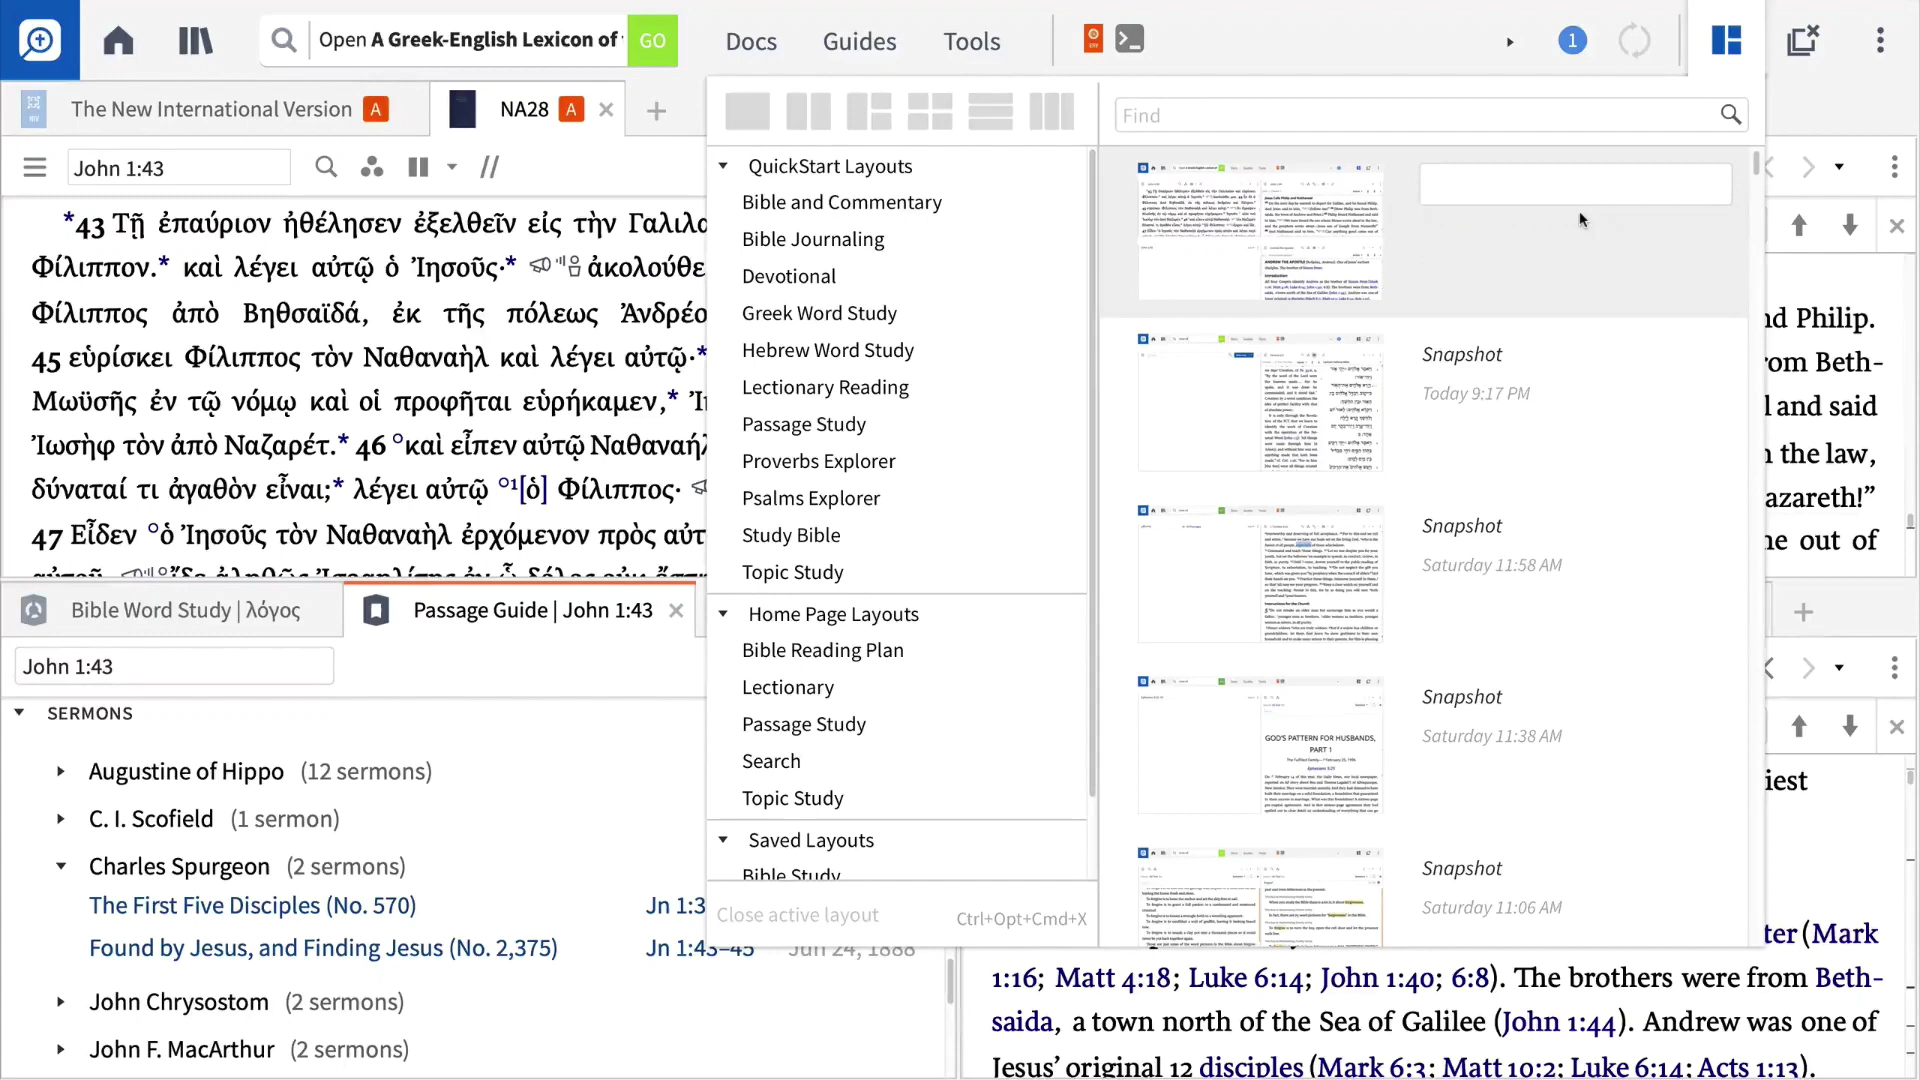 Open A Greek-English Lexicon of
GO
Docs
Guides
Tools
1
The New International Version A
NA28 A
John 1:43
*43 Τῇ ἐπαύριον ἠθέλησεν ἐξελθεῖν εἰς τὴν
Φίλιππον.* καὶ λέγει αὐτῷ ὁ Ἰησοῦς·*
Φίλιππος ἀπὸ Βηθσαϊδά, ἐκ τῆς πόλεως
45 εὑρίσκει Φίλιππος τὸν Ναθαναὴλ καὶ λέγει αὐτῷ·*
Μωϋσῆς ἐν τῷ νόμῳ καὶ οἱ προφῆται εὑρήκαμεν,*
Ἰωσὴφ τὸν ἀπὸ Ναζαρέτ.* 46 °καὶ εἶπεν αὐτῷ Ναθαναήλ
δύναταί τι ἀγαθὸν εἶναι;* λέγει αὐτῷ °¹[ὁ] Φίλιππος·
47 Εἶδεν °ὁ Ἰησοῦς τὸν Ναθαναὴλ ἐρχόμενον πρὸς
Bible Word Study | λόγος
Passage Guide | John 1:43
John 1:43
SERMONS
Augustine of Hippo (12 sermons)
C. I. Scofield (1 sermon)
Charles Spurgeon (2 sermons)
The First Five Disciples (No. 570) Jn 1:3
Found by Jesus, and Finding Jesus (No. 2,375) Jn 1:43–45 Jun 24, 1888
John Chrysostom (2 sermons)
John F. MacArthur (2 sermons)
QuickStart Layouts
Bible and Commentary
Bible Journaling
Devotional
Greek Word Study
Hebrew Word Study
Lectionary Reading
Passage Study
Proverbs Explorer
Psalms Explorer
Study Bible
Topic Study
Home Page Layouts
Bible Reading Plan
Lectionary
Passage Study
Search
Topic Study
Saved Layouts
Bible Study
Close active layout Ctrl+Opt+Cmd+X
Find
Snapshot
Today 9:17 PM
Snapshot
Saturday 11:58 AM
GOD'S PATTERN FOR HUSBANDS,
PART 1
Snapshot
Saturday 11:38 AM
Snapshot
Saturday 11:06 AM
Philip.
Beth-
and said
the law,
out of
(Mark
1:16; Matt 4:18; Luke 6:14; John 1:40; 6:8). The brothers were from Beth-
saida, a town north of the Sea of Galilee (John 1:44). Andrew was one of
Jesus' original 12 disciples (Mark 6:3; Matt 10:2; Luke 6:14; Acts 1:13).